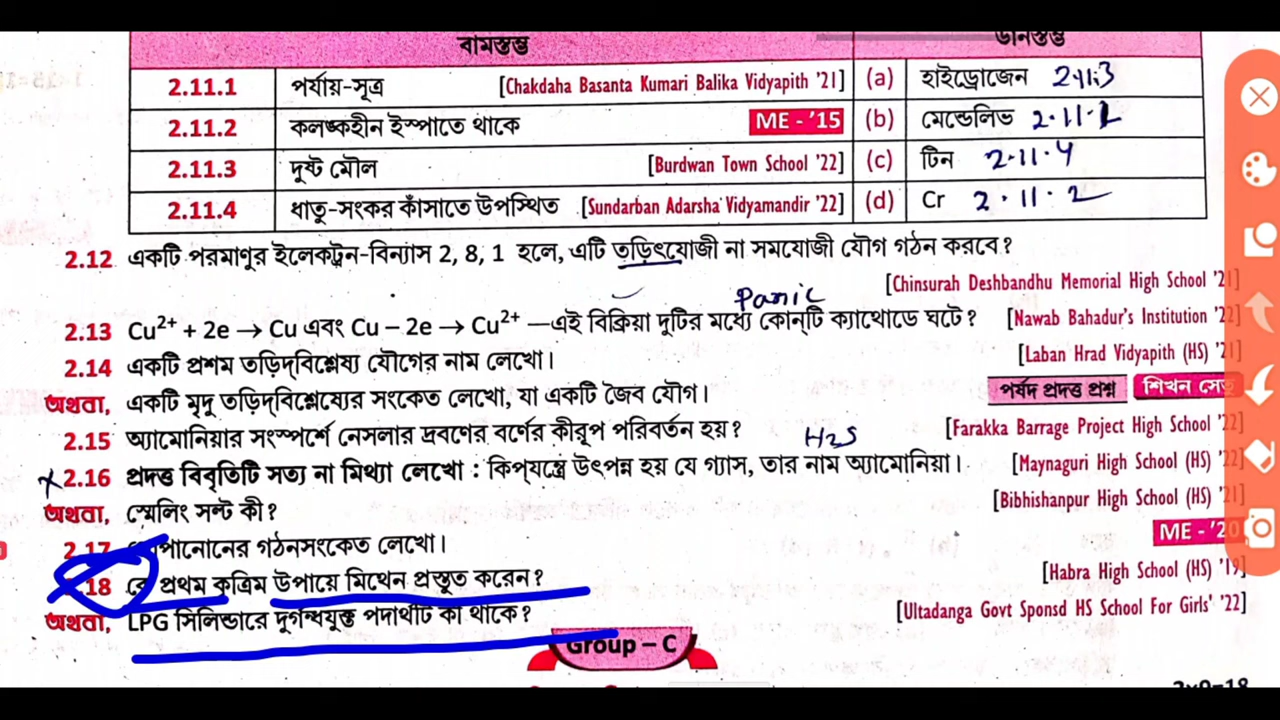 বামস্তম্ভ ডানস্তম্ভ
2.11.1 পর্যায়-সূত্র [Chakdaha Basanta Kumari Balika Vidyapith '21] (a) হাইড্রোজেন 2.11.3
2.11.2 কলঙ্কহীন ইস্পাতে থাকে ME - '15 (b) মেন্ডেলিভ 2.11.1
2.11.3 দুষ্ট মৌল [Burdwan Town School '22] (c) টিন 2.11.4
2.11.4 ধাতু-সংকর কাঁসাতে উপস্থিত [Sundarban Adarsha Vidyamandir '22] (d) Cr 2.11.2
2.12 একটি পরমাণুর ইলেকট্রন-বিন্যাস 2, 8, 1 হলে, এটি তড়িৎযোজী না সমযোজী যৌগ গঠন করবে?
[Chinsurah Deshbandhu Memorial High School '21]
Panic
2.13 Cu²⁺ + 2e → Cu এবং Cu – 2e → Cu²⁺ —এই বিক্রিয়া দুটির মধ্যে কোন্‌টি ক্যাথোডে ঘটে? [Nawab Bahadur's Institution '22]
2.14 একটি প্রশম তড়িদ্‌বিশ্লেষ্য যৌগের নাম লেখো। [Laban Hrad Vidyapith (HS) '21]
অথবা, একটি মৃদু তড়িদ্‌বিশ্লেষ্যের সংকেত লেখো, যা একটি জৈব যৌগ। পর্ষদ প্রদত্ত প্রশ্ন শিখন
2.15 অ্যামোনিয়ার সংস্পর্শে নেসলার দ্রবণের বর্ণের কীরূপ পরিবর্তন হয়? [Farakka Barrage Project High School '22]
H2S
2.16 প্রদত্ত বিবৃতিটি সত্য না মিথ্যা লেখো : কিপ্‌যন্ত্রে উৎপন্ন হয় যে গ্যাস, তার নাম অ্যামোনিয়া। [Maynaguri High School (HS) '22]
অথবা, স্মেলিং সল্ট কী? [Bibhishanpur High School (HS) '21]
2.17 গঠনসংকেত লেখো। ME - '20
18 কে প্রথম কৃত্রিম উপায়ে মিথেন প্রস্তুত করেন? [Habra High School (HS) '19]
অথবা, LPG সিলিন্ডারে দুর্গন্ধযুক্ত পদার্থটি কী থাকে? [Ultadanga Govt Sponsd HS School For Girls' '22]
Group – C